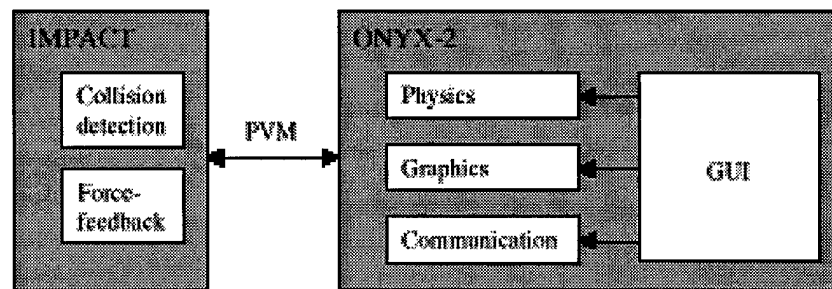 IMPACT
Collision
detection
Force-
feedback
PVM
ONYX-2
Physics
Graphics
Communication
GUI